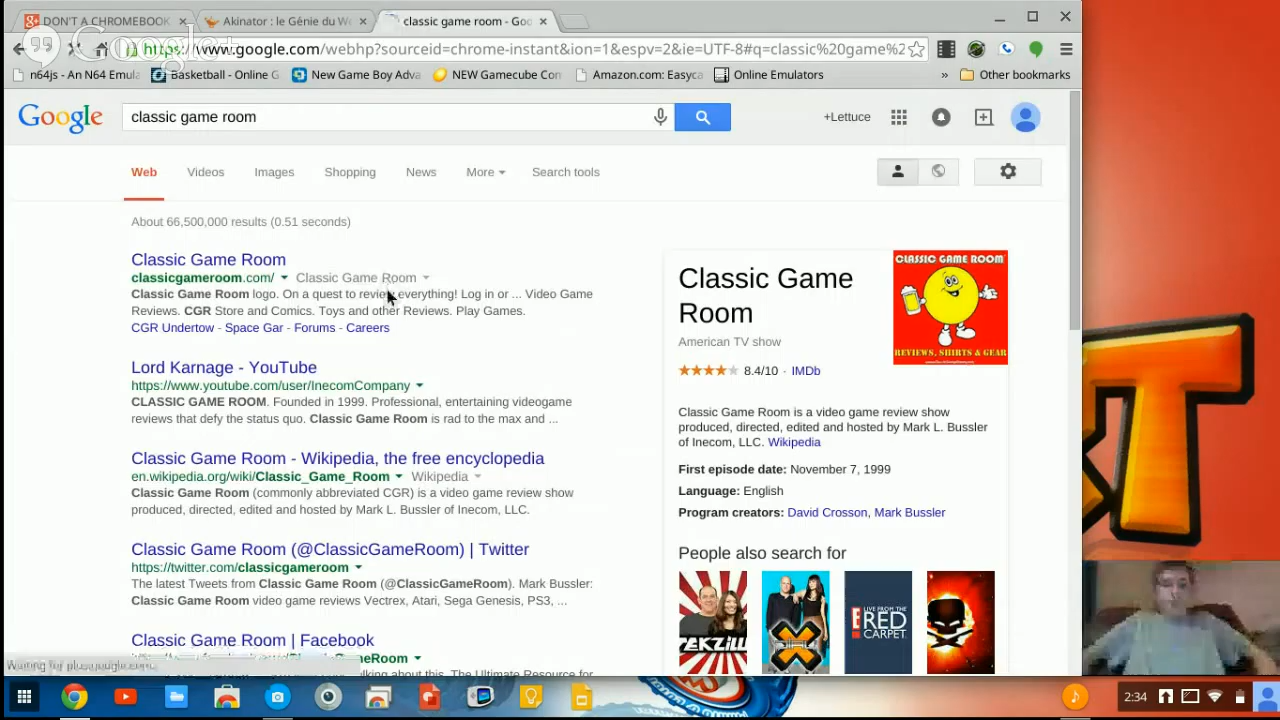 DON'T A CHROMEBOOK
Akinator : le Génie du W
classic game room - Goo
https://www.google.com/webhp?sourceid=chrome-instant&ion=1&espv=2&ie=UTF-8#q=classic%20game%2
n64js - An N64 Emula
Basketball - Online G
New Game Boy Adva
NEW Gamecube Con
Amazon.com: Easyca
Online Emulators
»
Other bookmarks
Google
classic game room
+Lettuce
Web
Videos
Images
Shopping
News
More
Search tools
About 66,500,000 results (0.51 seconds)
Classic Game Room
classicgameroom.com/ Classic Game Room
Classic Game Room logo. On a quest to review everything! Log in or ... Video Game
Reviews. CGR Store and Comics. Toys and other Reviews. Play Games.
CGR Undertow - Space Gar - Forums - Careers
Lord Karnage - YouTube
https://www.youtube.com/user/InecomCompany
CLASSIC GAME ROOM. Founded in 1999. Professional, entertaining videogame
reviews that defy the status quo. Classic Game Room is rad to the max and ...
Classic Game Room - Wikipedia, the free encyclopedia
en.wikipedia.org/wiki/Classic_Game_Room Wikipedia
Classic Game Room (commonly abbreviated CGR) is a video game review show
produced, directed, edited and hosted by Mark L. Bussler of Inecom, LLC.
Classic Game Room (@ClassicGameRoom) | Twitter
https://twitter.com/classicgameroom
The latest Tweets from Classic Game Room (@ClassicGameRoom). Mark Bussler:
Classic Game Room video game reviews Vectrex, Atari, Sega Genesis, PS3, ...
Classic Game Room | Facebook
GameRoom
talking about this. The Ultimate Resource for
Classic Game
Room
American TV show
8.4/10 · IMDb
CLASSIC GAME ROOM
REVIEWS, SHIRTS & GEAR
Classic Game Room is a video game review show
produced, directed, edited and hosted by Mark L. Bussler
of Inecom, LLC. Wikipedia
First episode date: November 7, 1999
Language: English
Program creators: David Crosson, Mark Bussler
People also search for
EKZILL
X
LIVE FROM THE
RED
CARPET
2:34